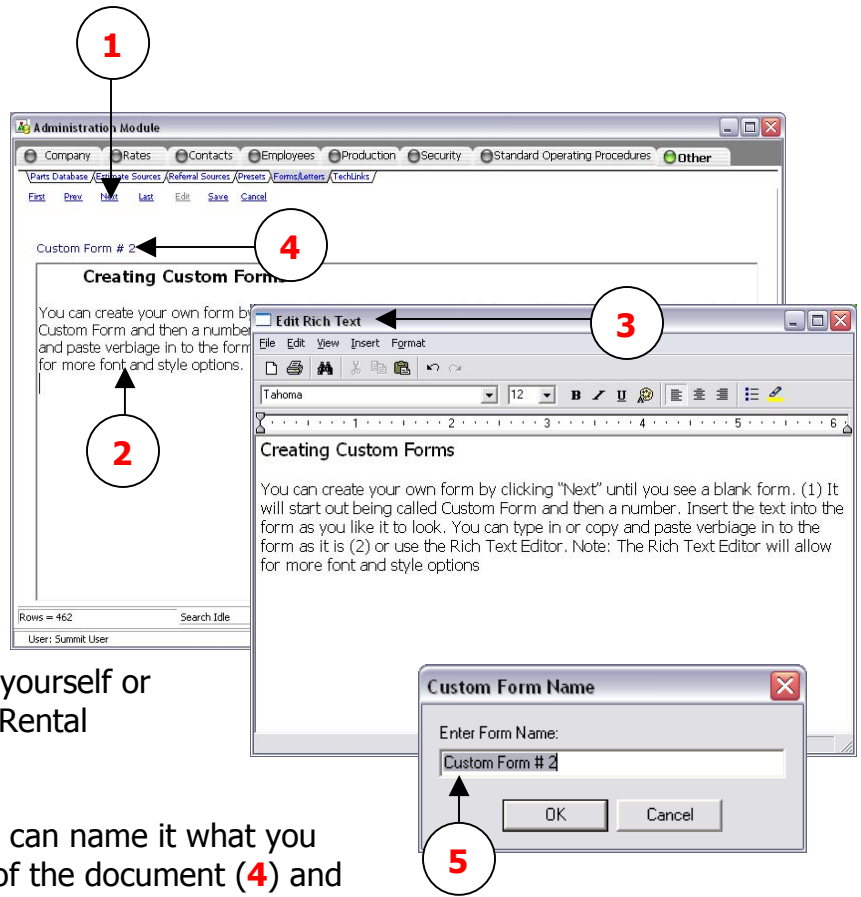 1
Administration Module
Company Rates Contacts Employees Production Security Standard Operating Procedures Other
Parts Database Estimate Sources Referral Sources Presets Forms/Letters TechLinks
First Prev Next Last Edit Save Cancel
Custom Form # 2
4
Creating Custom Forms
You can create your own form by
Custom Form and then a number
and paste verbiage in to the form
for more font and style options.
2
Rows = 462 Search Idle
User: Summit User
Edit Rich Text
3
File Edit View Insert Format
Tahoma 12 B I U
1 2 3 4 5 6
Creating Custom Forms
You can create your own form by clicking "Next" until you see a blank form. (1) It
will start out being called Custom Form and then a number. Insert the text into the
form as you like it to look. You can type in or copy and paste verbiage in to the
form as it is (2) or use the Rich Text Editor. Note: The Rich Text Editor will allow
for more font and style options
yourself or
Rental
Custom Form Name
Enter Form Name:
Custom Form # 2
OK Cancel
5
can name it what you
of the document (4) and